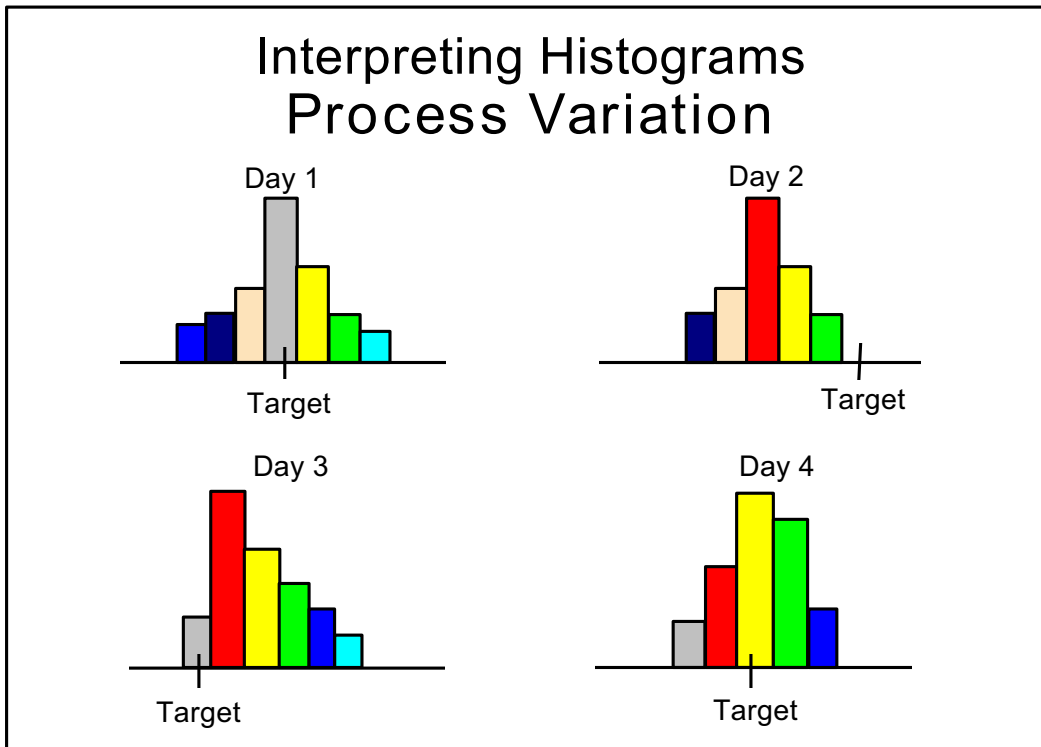 Interpreting Histograms
Process Variation
Day 1
Day 2
Target
Target
Day 3
Day 4
Target
Target